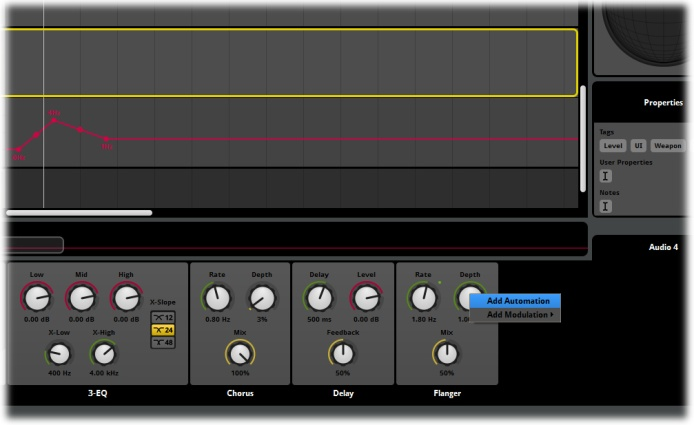 Properties
Tags
Level UI Weapon
User Properties
Notes
Audio 4
Low Mid High
0.00 dB 0.00 dB 0.00 dB
X-Slope
12
24
48
X-Low X-High
400 Hz 4.00 kHz
3-EQ
Rate Depth
0.80 Hz 3%
Mix
100%
Chorus
Delay Level
500 ms 0.00 dB
Feedback
50%
Delay
Rate Depth
1.80 Hz
Add Automation
Add Modulation
Mix
50%
Flanger